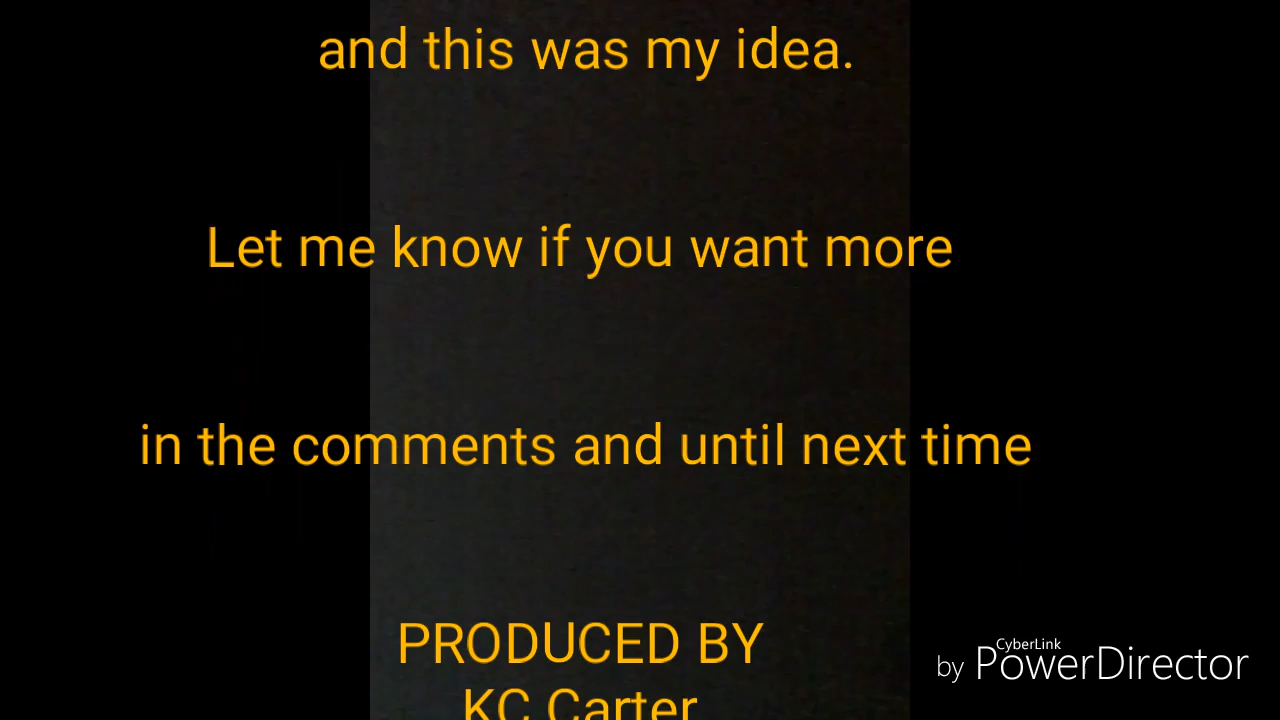 and this was my idea.
Let me know if you want more
in the comments and until next time
PRODUCED BY
KC Carter
CyberLink
by PowerDirector